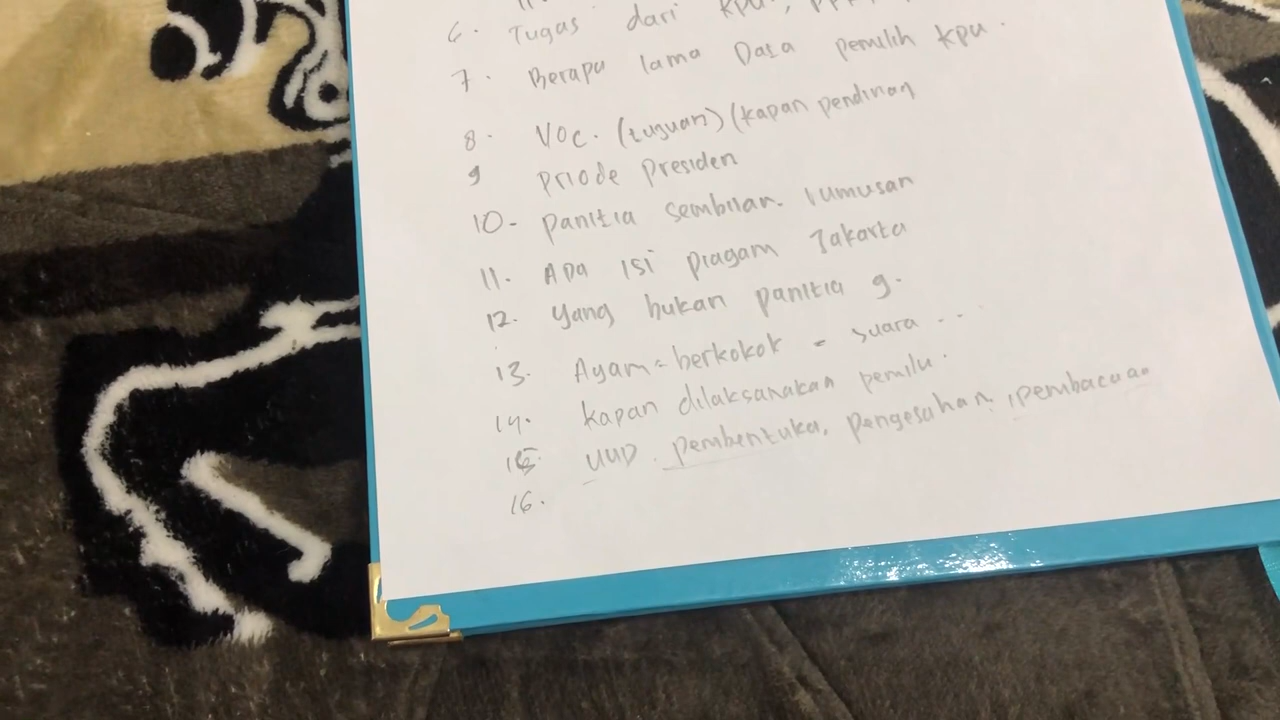 6. Tugas dari kpu,
7. Berapa lama Data pemilih kpu.
8. VOC. (tujuan) (kapan pendirian
9 priode presiden
10- panitia sembilan. rumusan
11. Apa isi piagam Jakarta
12. yang bukan panitia 9.
13. Ayam = berkokok = suara ...
14. kapan dilaksanakan pemilu.
15 UUD. pembentuka, pengesahan, pembacaan
16.